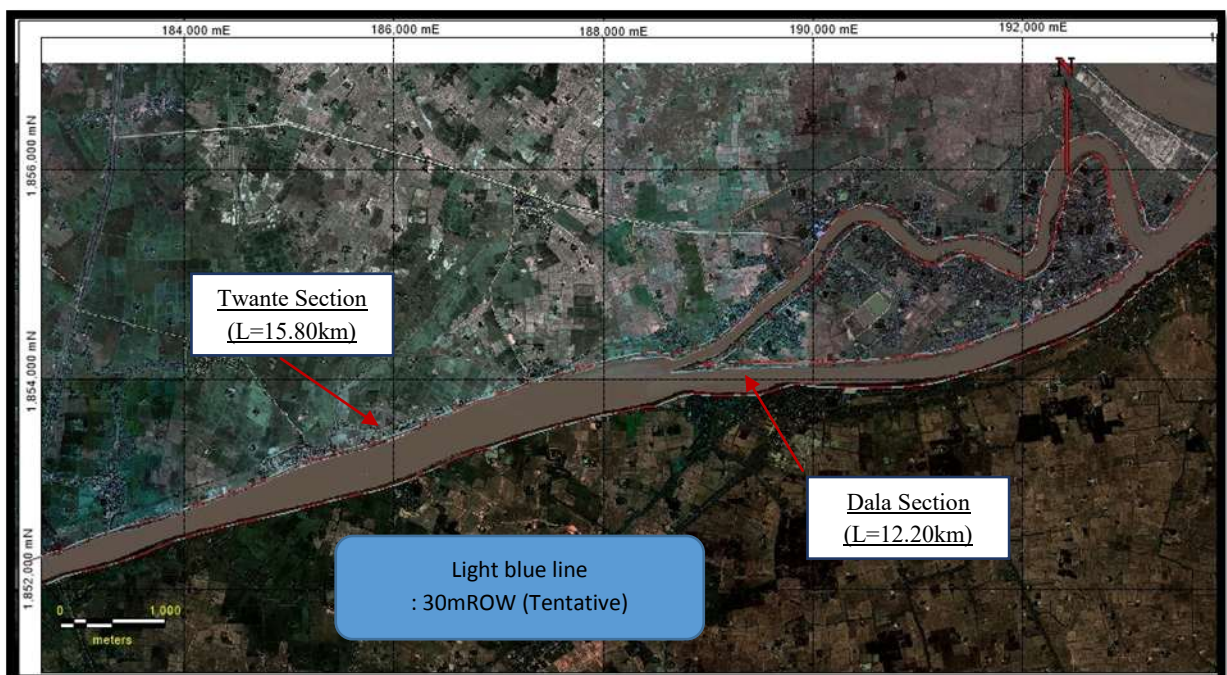 184,000 mE
186,000 mE
188,000 mE
190,000 mE
192,000 mE
N
1,856,000 mN
Twante Section
(L=15.80km)
1,854,000 mN
Dala Section
(L=12.20km)
Light blue line
: 30mROW (Tentative)
1,852,000 mN
0 1,000
meters